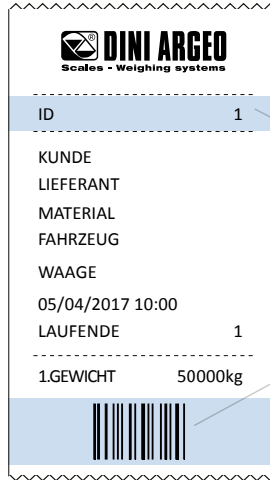 DINI ARGEO
Scales - Weighing systems
ID 1
KUNDE
LIEFERANT
MATERIAL
FAHRZEUG
WAAGE
05/04/2017 10:00
LAUFENDE 1
1.GEWICHT 50000kg